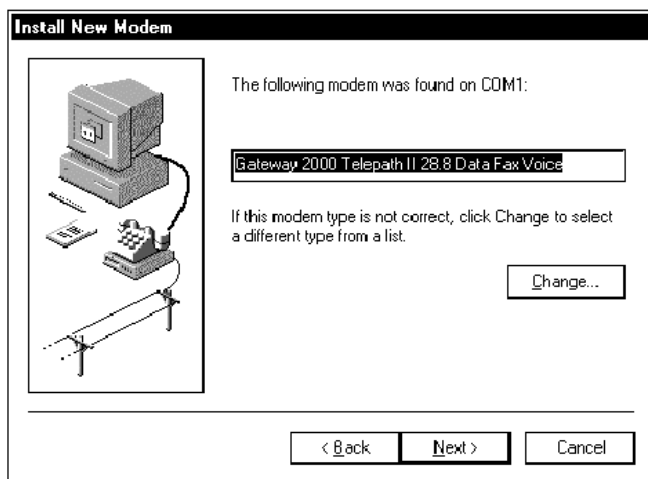 Install New Modem
The following modem was found on COM1:
Gateway 2000 Telepath II 28.8 Data Fax Voice
If this modem type is not correct, click Change to select
a different type from a list.
Change...
< Back Next > Cancel